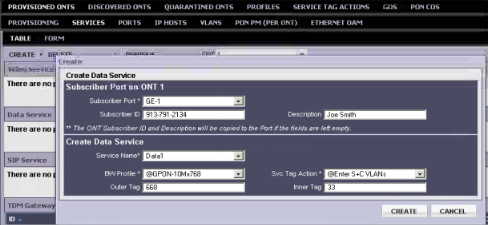 PROVISIONED ONTS DISCOVERED ONTS QUARANTINED ONTS PROFILES SERVICE TAG ACTIONS GOS PON COS
PROVISIONING SERVICES PORTS IP HOSTS VLANS PON PM (PER ONT) ETHERNET OAM
TABLE FORM
CREATE DELETE REFRESH ONT
Create
Video Service
There are no
Data Service
There are no
SIP Service
There are no
TDM Gateway
ID
Create Data Service
Subscriber Port on ONT 1
Subscriber Port * GE-1
Subscriber ID 913-791-2134 Description Joe Smith
** The ONT Subscriber ID and Description will be copied to the Port if the fields are left empty.
Create Data Service
Service Name* Data1
BW Profile * @GPON-10Mx768 Svc Tag Action * @Enter S+C VLANs
Outer Tag 668 Inner Tag 33
CREATE CANCEL